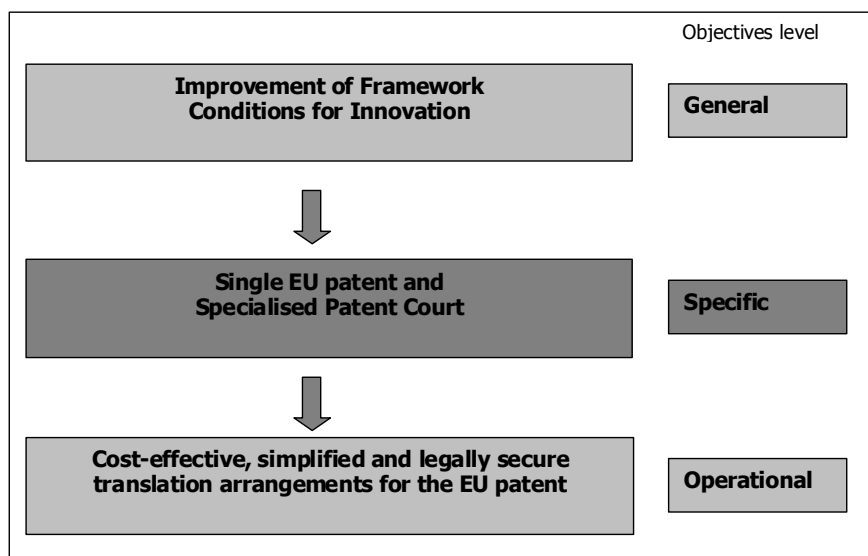 Objectives level
Improvement of Framework
Conditions for Innovation
General
Single EU patent and
Specialised Patent Court
Specific
Cost-effective, simplified and legally secure
translation arrangements for the EU patent
Operational